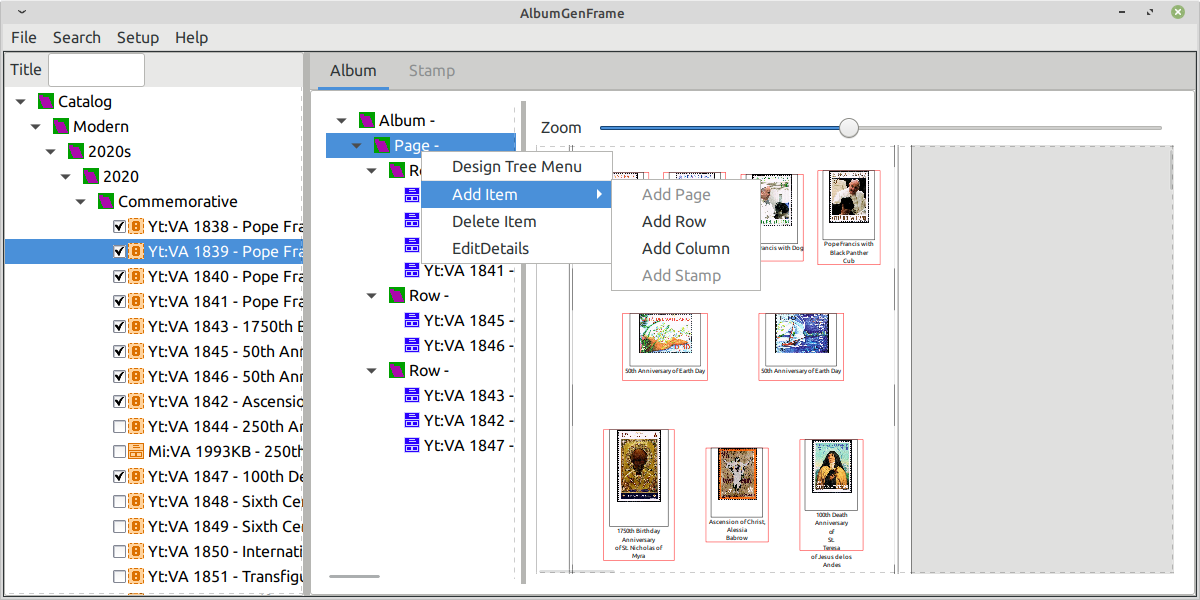 AlbumGenFrame
File Search Setup Help
Title
Catalog
Modern
2020s
2020
Commemorative
Yt:VA 1838 - Pope Fra
Yt:VA 1839 - Pope Fra
Yt:VA 1840 - Pope Fra
Yt:VA 1841 - Pope Fra
Yt:VA 1843 - 1750th B
Yt:VA 1845 - 50th Ann
Yt:VA 1846 - 50th Ann
Yt:VA 1842 - Ascensio
Yt:VA 1844 - 250th An
Mi:VA 1993KB - 250th
Yt:VA 1847 - 100th De
Yt:VA 1848 - Sixth Cen
Yt:VA 1849 - Sixth Cen
Yt:VA 1850 - Internati
Yt:VA 1851 - Transfigu
Album Stamp
Album -
Page -
Yt:VA 1841 -
Row -
Yt:VA 1845 -
Yt:VA 1846 -
Row -
Yt:VA 1843 -
Yt:VA 1842 -
Yt:VA 1847 -
Design Tree Menu
Add Item
Delete Item
EditDetails
Add Page
Add Row
Add Column
Add Stamp
Zoom
ncis with Dog
Pope Francis with
Black Panther
Cub
50th Anniversary of Earth Day
50th Anniversary of Earth Day
1750th Birthday
Anniversary
of St. Nicholas of
Myra
Ascension of Christ,
Alessia
Babrow
100th Death
Anniversary
of
St.
Teresa
of Jesus de los
Andes